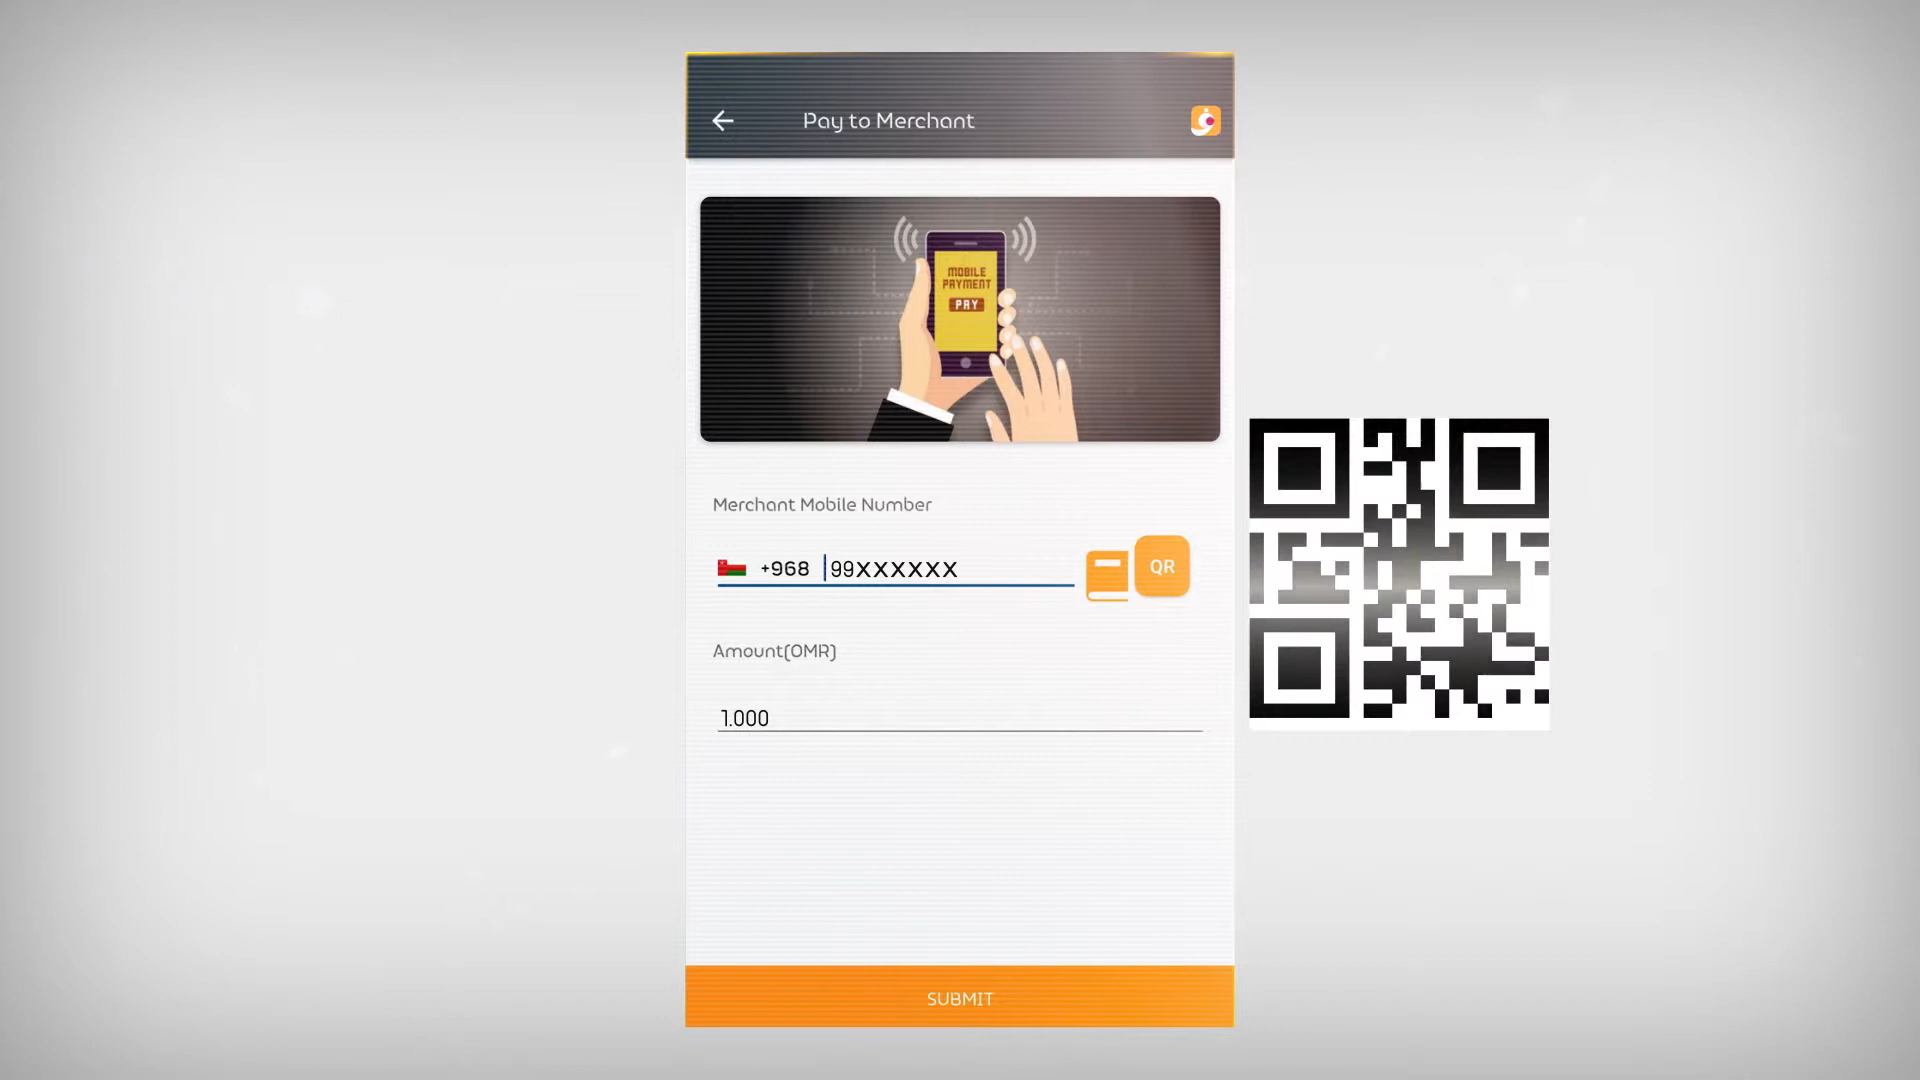 Pay to Merchant
MOBILE
PAYMENT
PAY
Merchant Mobile Number
+968 99XXXXXX
QR
Amount(OMR)
1.000
SUBMIT